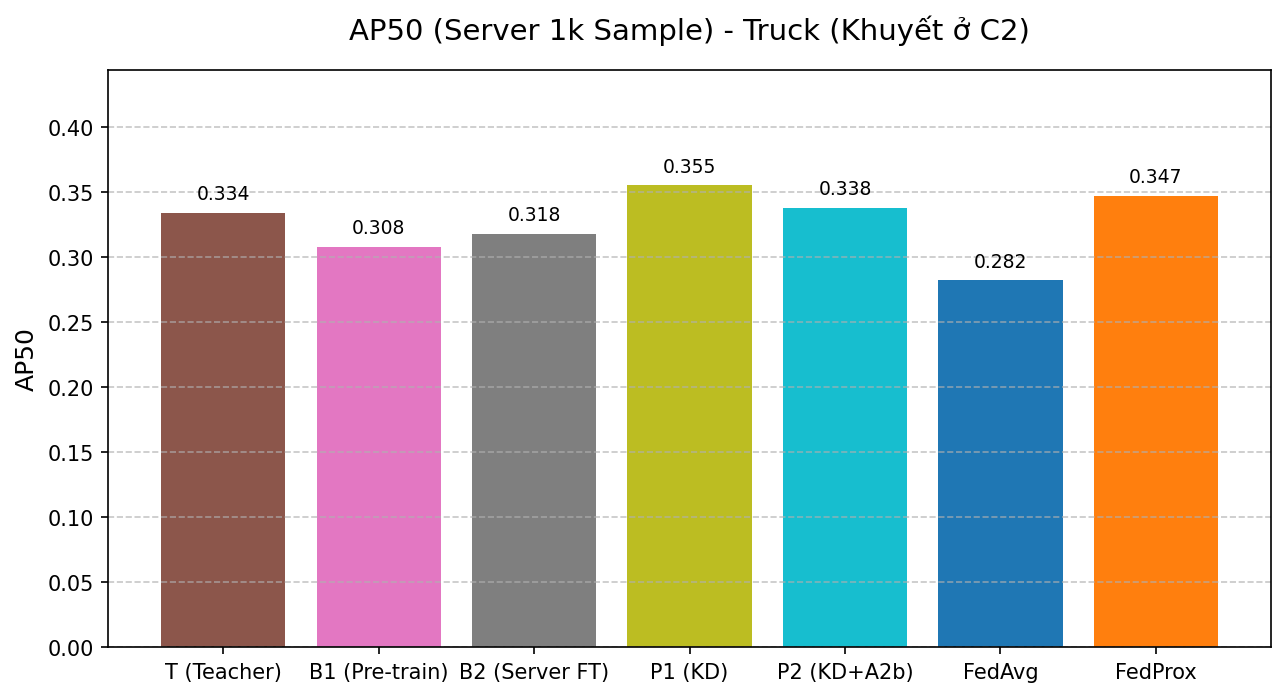 AP50 (Server 1k Sample) - Truck (Khuyết ở C2)
AP50
0.40
0.35
0.30
0.25
0.20
0.15
0.10
0.05
0.00
0.334
0.308
0.318
0.355
0.338
0.282
0.347
T (Teacher)
B1 (Pre-train)
B2 (Server FT)
P1 (KD)
P2 (KD+A2b)
FedAvg
FedProx